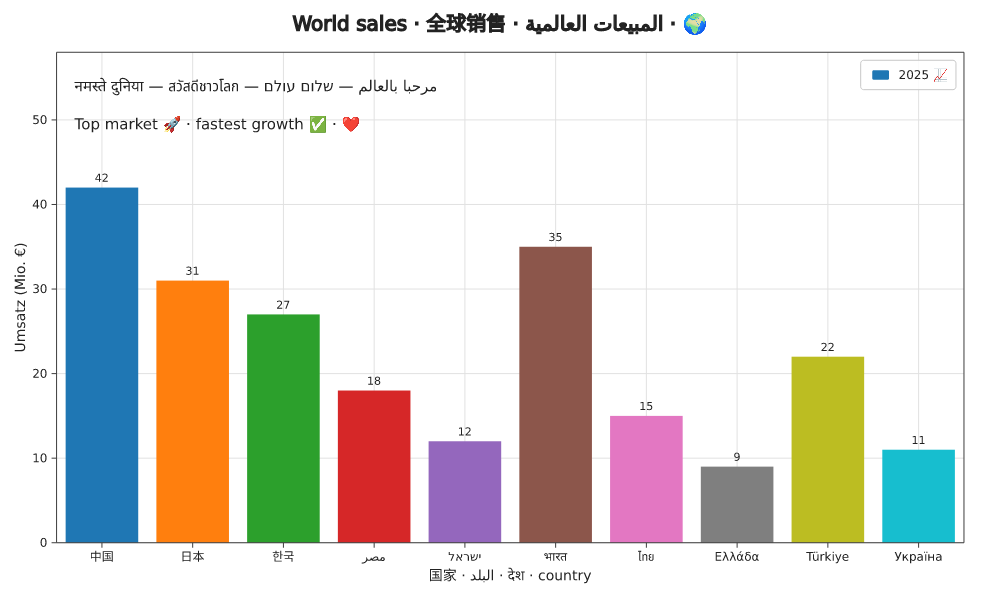 World sales · 全球销售 · المبيعات العالمية · 🌍
नमस्ते दुनिया — สวัสดีชาวโลก — שלום עולם — مرحبا بالعالم
2025 📈
Top market 🚀 · fastest growth ✅ · ❤️
Umsatz (Mio. €)
50
40
30
20
10
0
42
31
27
18
12
35
15
9
22
11
中国
日本
한국
مصر
ישראל
भारत
ไทย
Ελλάδα
Türkiye
Україна
国家 · البلد · देश · country